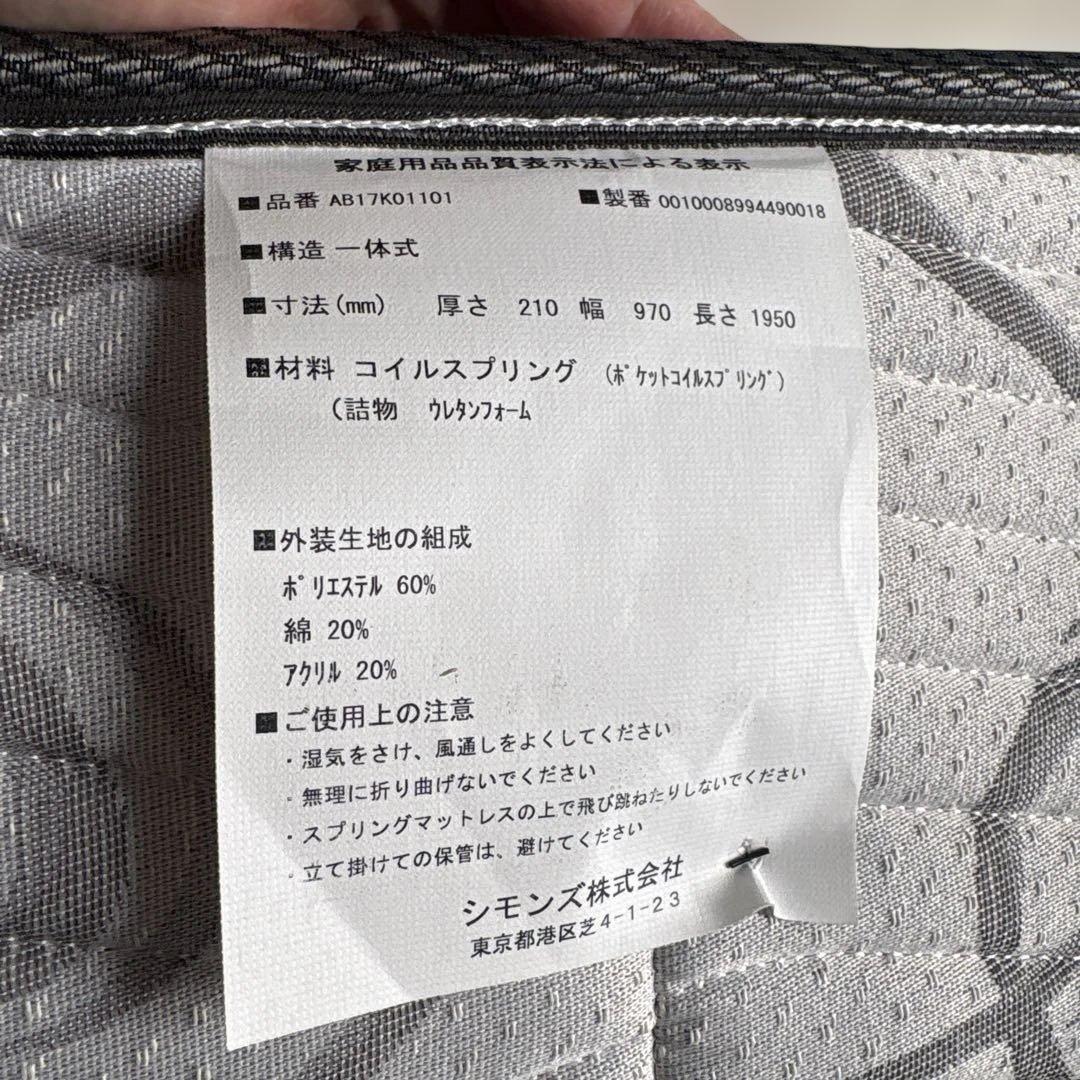 家庭用品品質表示法による表示
■品番 AB17K01101 ■製番 0010008994490018
■構造 一体式
■寸法(mm) 厚さ 210 幅 970 長さ 1950
■材料 コイルスプリング (ﾎﾟｹｯﾄｺｲﾙｽﾌﾟﾘﾝｸﾞ)
(詰物 ｳﾚﾀﾝﾌｫｰﾑ
■外装生地の組成
ﾎﾟﾘｴｽﾃﾙ 60%
綿 20%
ｱｸﾘﾙ 20%
■ご使用上の注意
・湿気をさけ、風通しをよくしてください
・無理に折り曲げないでください
・スプリングマットレスの上で飛び跳ねたりしないでください
・立て掛けての保管は、避けてください
シモンズ株式会社
東京都港区芝4-1-23